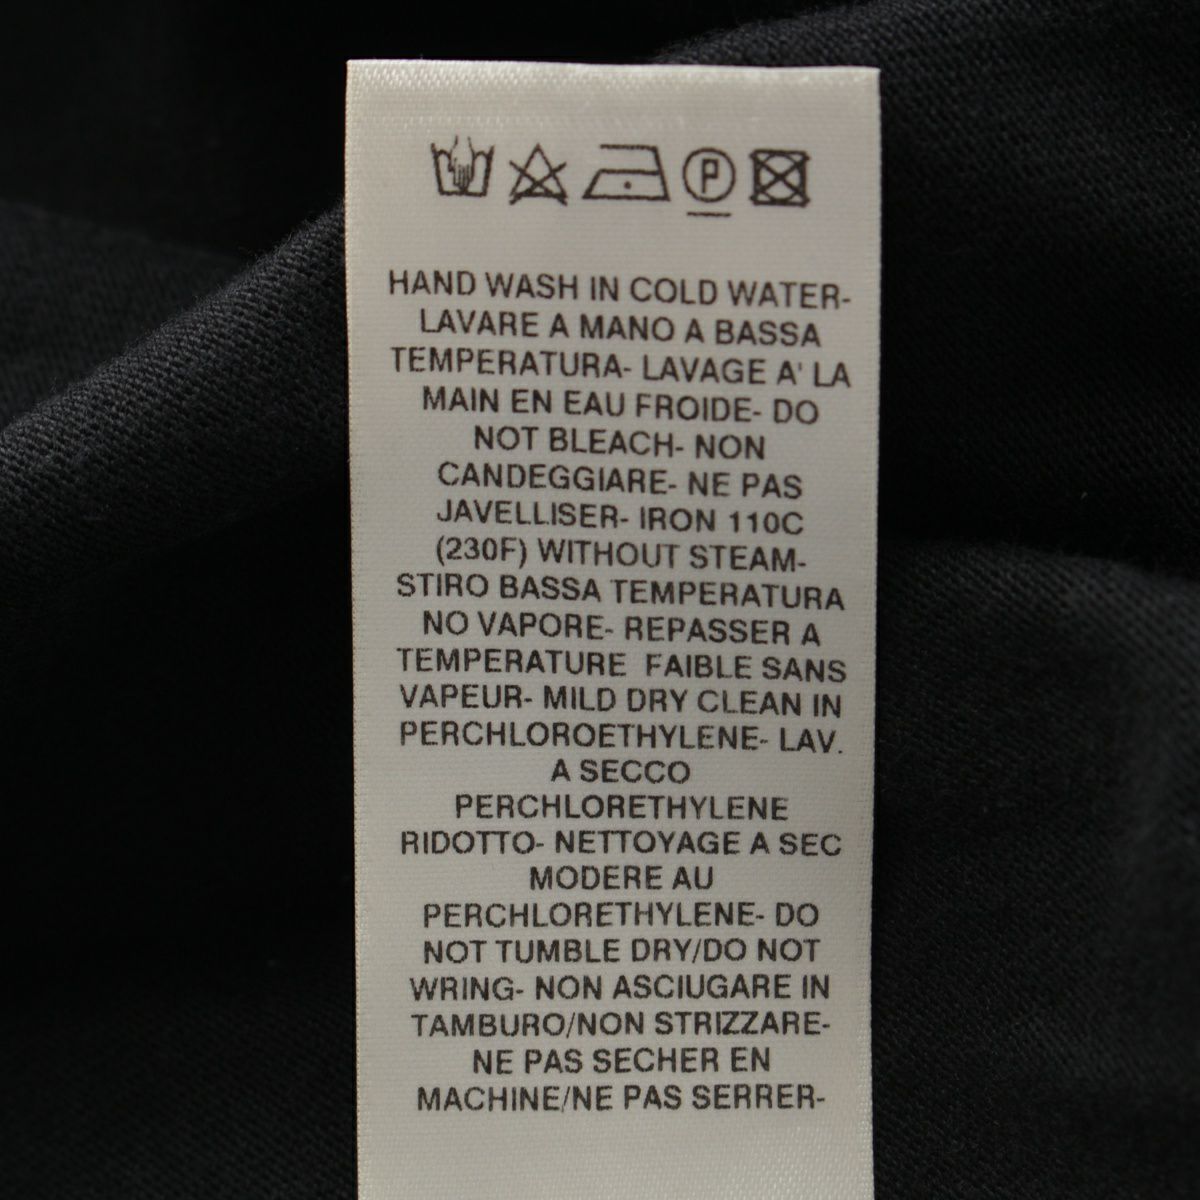 P
HAND WASH IN COLD WATER-
LAVARE A MANO A BASSA
TEMPERATURA- LAVAGE A' LA
MAIN EN EAU FROIDE- DO
NOT BLEACH- NON
CANDEGGIARE- NE PAS
JAVELLISER- IRON 110C
(230F) WITHOUT STEAM-
STIRO BASSA TEMPERATURA
NO VAPORE- REPASSER A
TEMPERATURE FAIBLE SANS
VAPEUR- MILD DRY CLEAN IN
PERCHLOROETHYLENE- LAV.
A SECCO
PERCHLORETHYLENE
RIDOTTO- NETTOYAGE A SEC
MODERE AU
PERCHLORETHYLENE- DO
NOT TUMBLE DRY/DO NOT
WRING- NON ASCIUGARE IN
TAMBURO/NON STRIZZARE-
NE PAS SECHER EN
MACHINE/NE PAS SERRER-